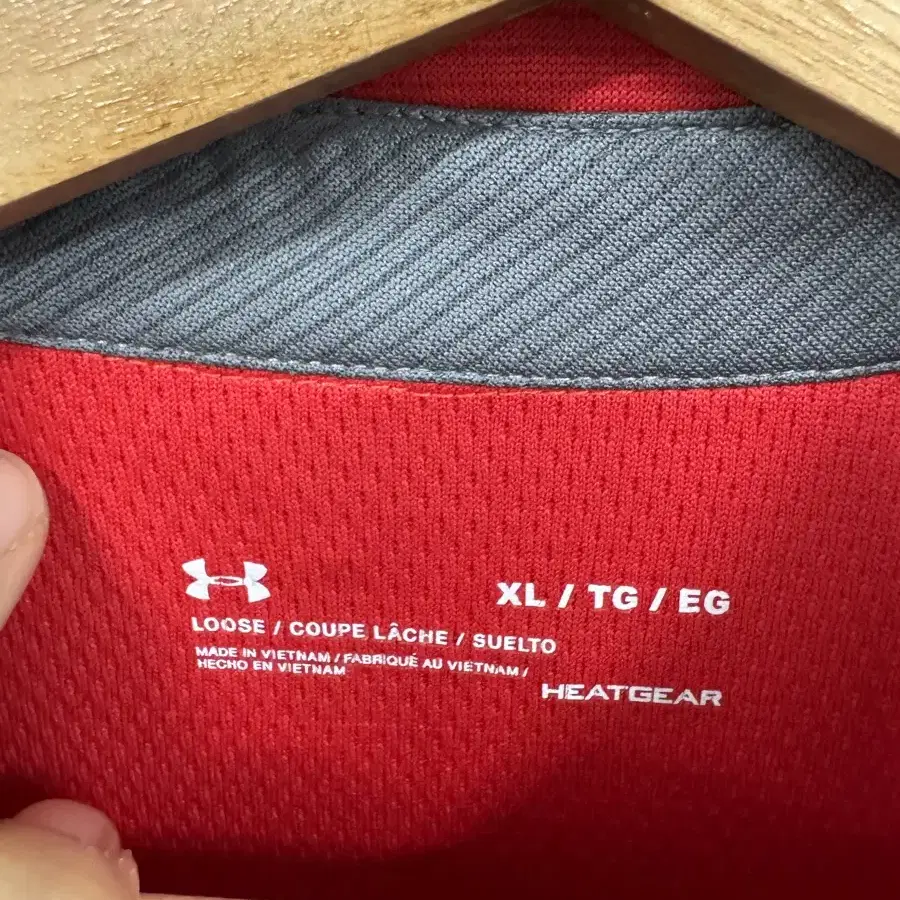 XL / TG / EG
LOOSE / COUPE LÂCHE / SUELTO
MADE IN VIETNAM / FABRIQUÉ AU VIETNAM /
HECHO EN VIETNAM
HEATGEAR